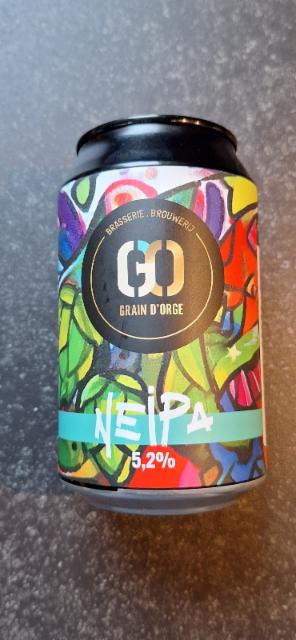 BRASSERIE . BROUWERIJ
GO
GRAIN D'ORGE
NEIPA
5,2%